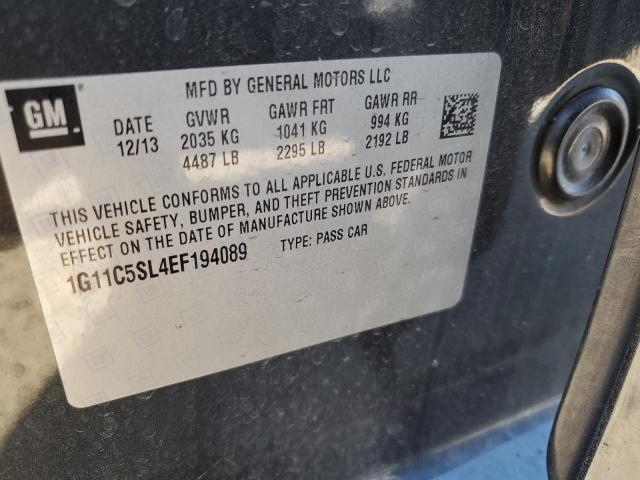 GM
MFD BY GENERAL MOTORS LLC
DATE GVWR GAWR FRT GAWR RR
12/13 2035 KG 1041 KG 994 KG
4487 LB 2295 LB 2192 LB
THIS VEHICLE CONFORMS TO ALL APPLICABLE U.S. FEDERAL MOTOR
VEHICLE SAFETY, BUMPER, AND THEFT PREVENTION STANDARDS IN
EFFECT ON THE DATE OF MANUFACTURE SHOWN ABOVE.
1G11C5SL4EF194089 TYPE: PASS CAR